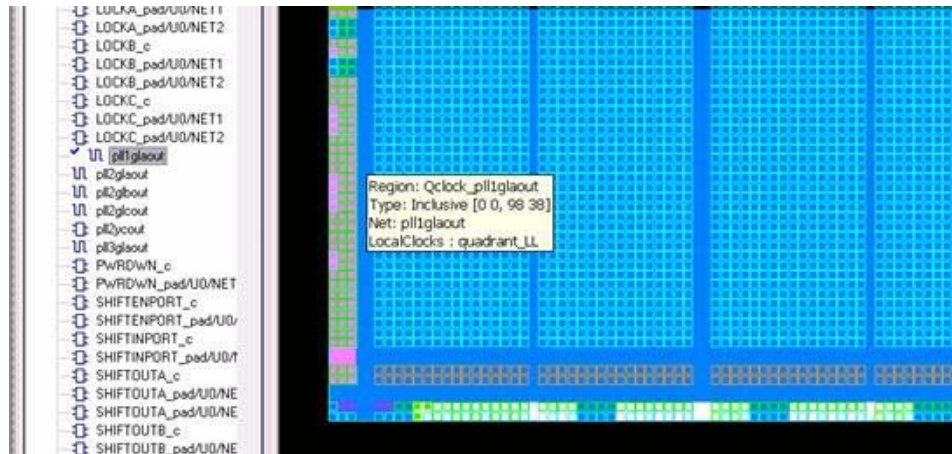 LOCKA_pad/U0/NET1
LOCKA_pad/U0/NET2
LOCKB_c
LOCKB_pad/U0/NET1
LOCKB_pad/U0/NET2
LOCKC_c
LOCKC_pad/U0/NET1
LOCKC_pad/U0/NET2
pll1glaout
pll2glaout
pll2glbout
pll2glcout
pll2ycout
pll3glaout
PWRDWN_c
PWRDWN_pad/U0/NET
SHIFTENPORT_c
SHIFTENPORT_pad/U0/
SHIFTINPORT_c
SHIFTINPORT_pad/U0/
SHIFTOUTA_c
SHIFTOUTA_pad/U0/NE
SHIFTOUTA_pad/U0/NE
SHIFTOUTB_c
SHIFTOUTB_pad/U0/NE
Region: Qclock_pll1glaout
Type: Inclusive [0 0, 98 38]
Net: pll1glaout
LocalClocks : quadrant_LL